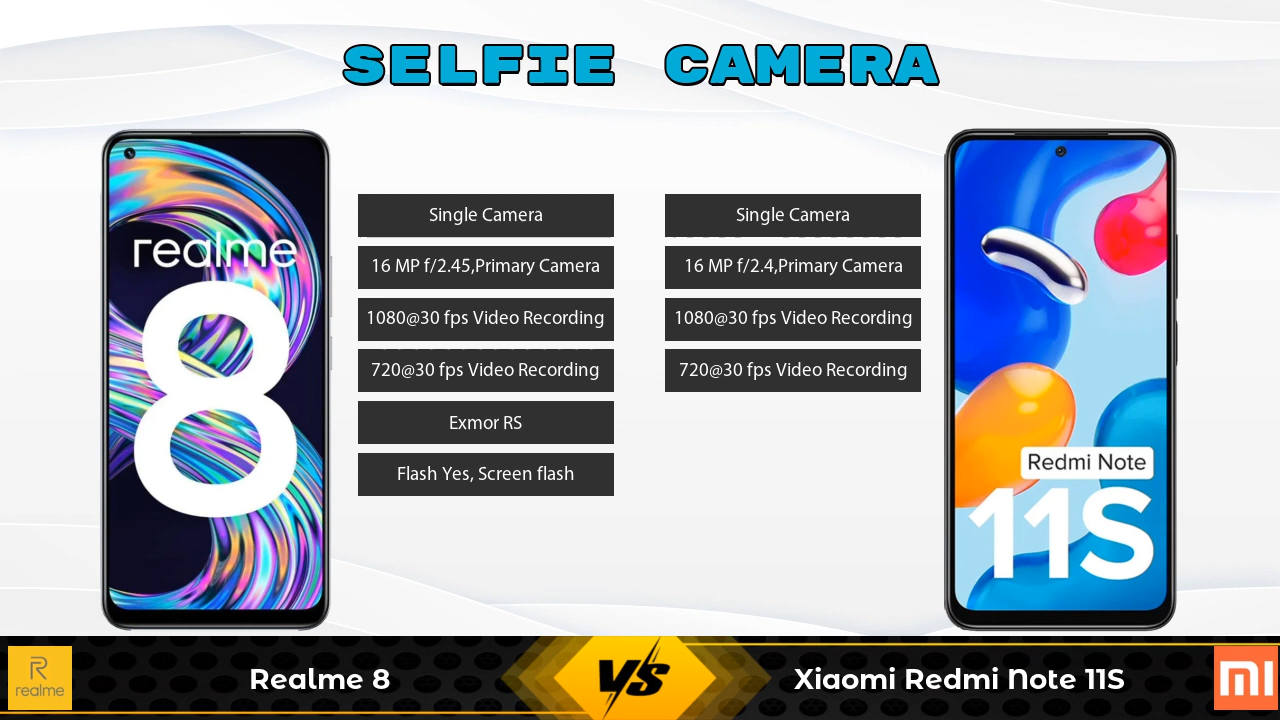 SELFIE CAMERA
realme
8
Single Camera
16 MP f/2.45,Primary Camera
1080@30 fps Video Recording
720@30 fps Video Recording
Exmor RS
Flash Yes, Screen flash
Single Camera
16 MP f/2.4,Primary Camera
1080@30 fps Video Recording
720@30 fps Video Recording
Redmi Note
11S
R
realme
Realme 8
VS
Xiaomi Redmi Note 11S
MI